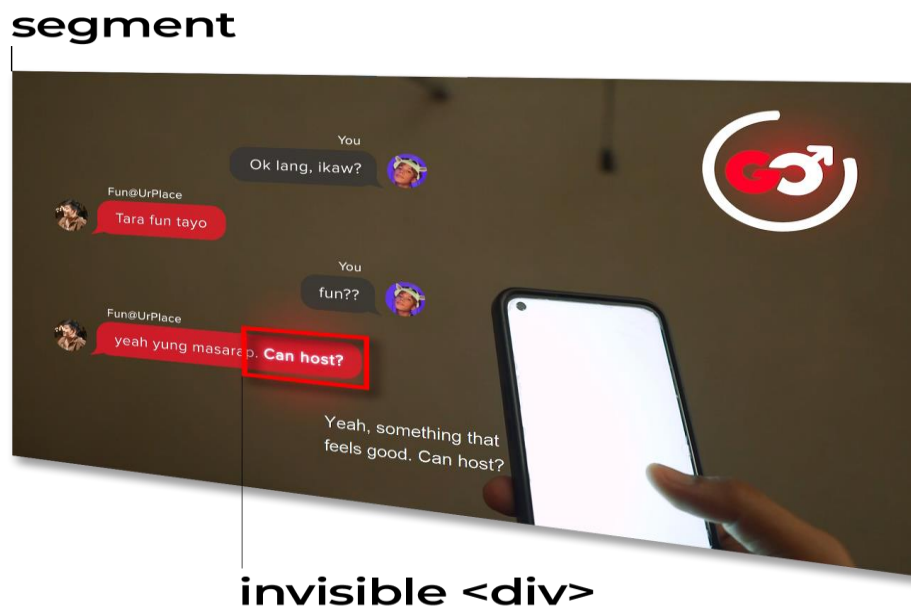 segment
You
Ok lang, ikaw?
Fun@UrPlace
Tara fun tayo
You
fun??
Fun@UrPlace
yeah yung masarap. Can host?
Yeah, something that
feels good. Can host?
GO
invisible <div>